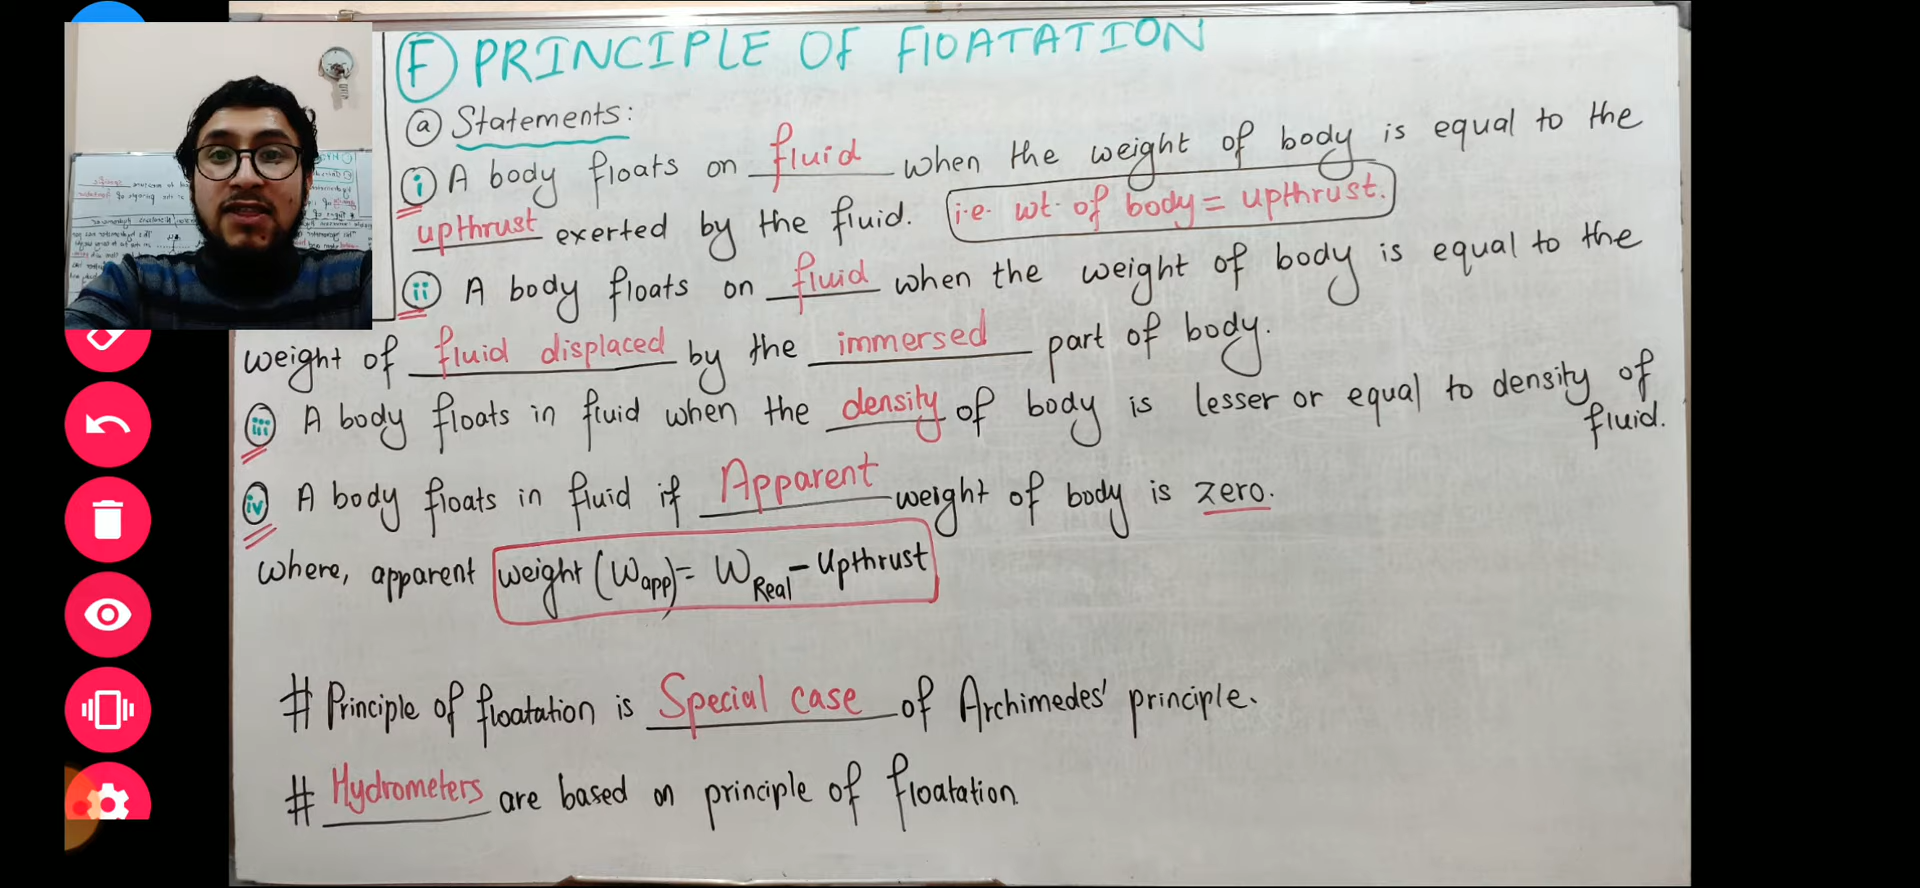 F PRINCIPLE OF FlOATATION
a Statements:
i A body floats on fluid when the weight of body is equal to the
upthrust exerted by the fluid. i.e. wt. of body = upthrust.
ii A body floats on fluid when the weight of body is equal to the
weight of fluid displaced by the immersed part of body.
iii A body floats in fluid when the density of body is lesser or equal to density of
fluid.
iv A body floats in fluid if Apparent weight of body is zero.
where, apparent weight (Wapp) = WReal - Upthrust
# Principle of floatation is Special case of Archimedes' principle.
# Hydrometers are based on principle of floatation.